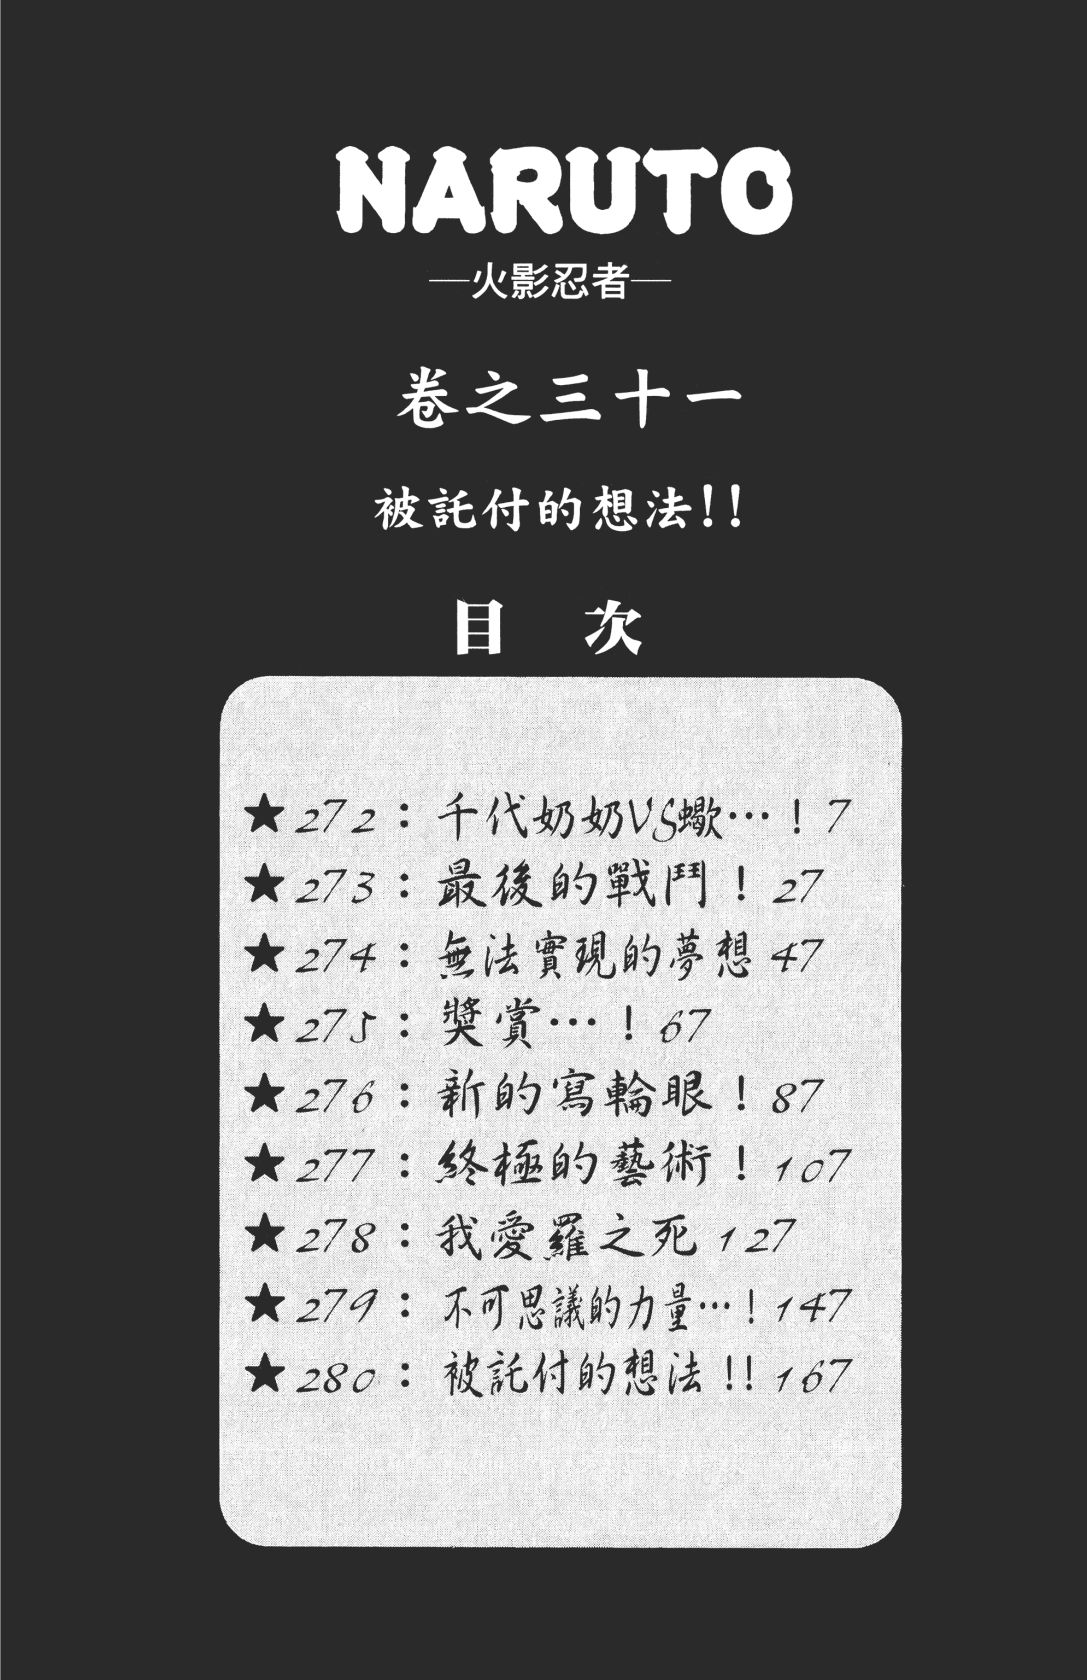 NARUTO
—火影忍者—
卷之三十一
被託付的想法!!
目 次
★272：千代奶奶VS蠍…！7
★273：最後的戰鬥！27
★274：無法實現的夢想 47
★275：獎賞…！67
★276：新的寫輪眼！87
★277：終極的藝術！107
★278：我愛羅之死 127
★279：不可思議的力量…！147
★280：被託付的想法!!167